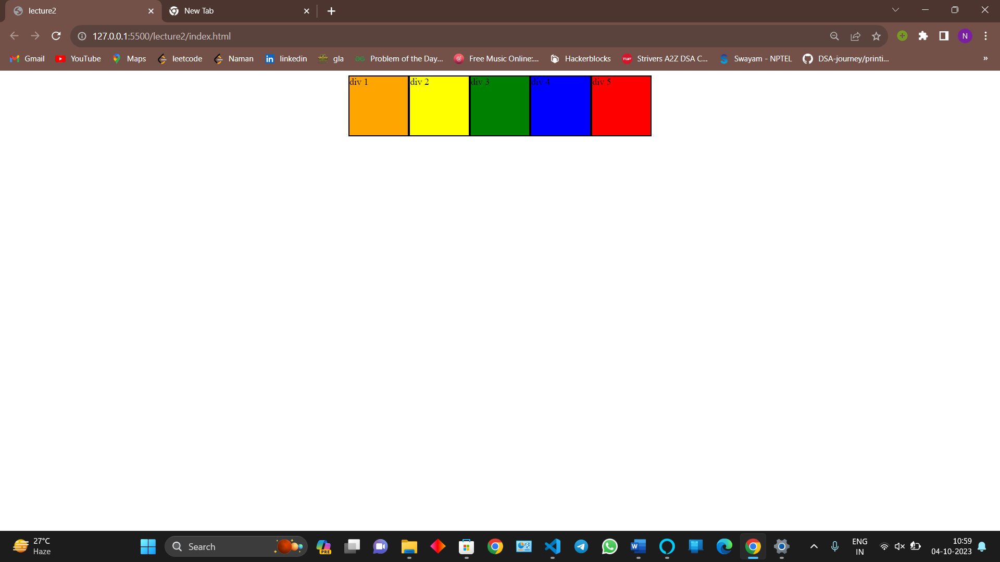 lecture2
New Tab
127.0.0.1:5500/lecture2/index.html
N
Gmail YouTube Maps leetcode Naman linkedin gla Problem of the Day... Free Music Online:... Hackerblocks Strivers A2Z DSA C... Swayam - NPTEL DSA-journey/printi... »
div 1 div 2 div 3 div 4 div 5
27°C
Haze
Search
PRE
ENG
IN
10:59
04-10-2023